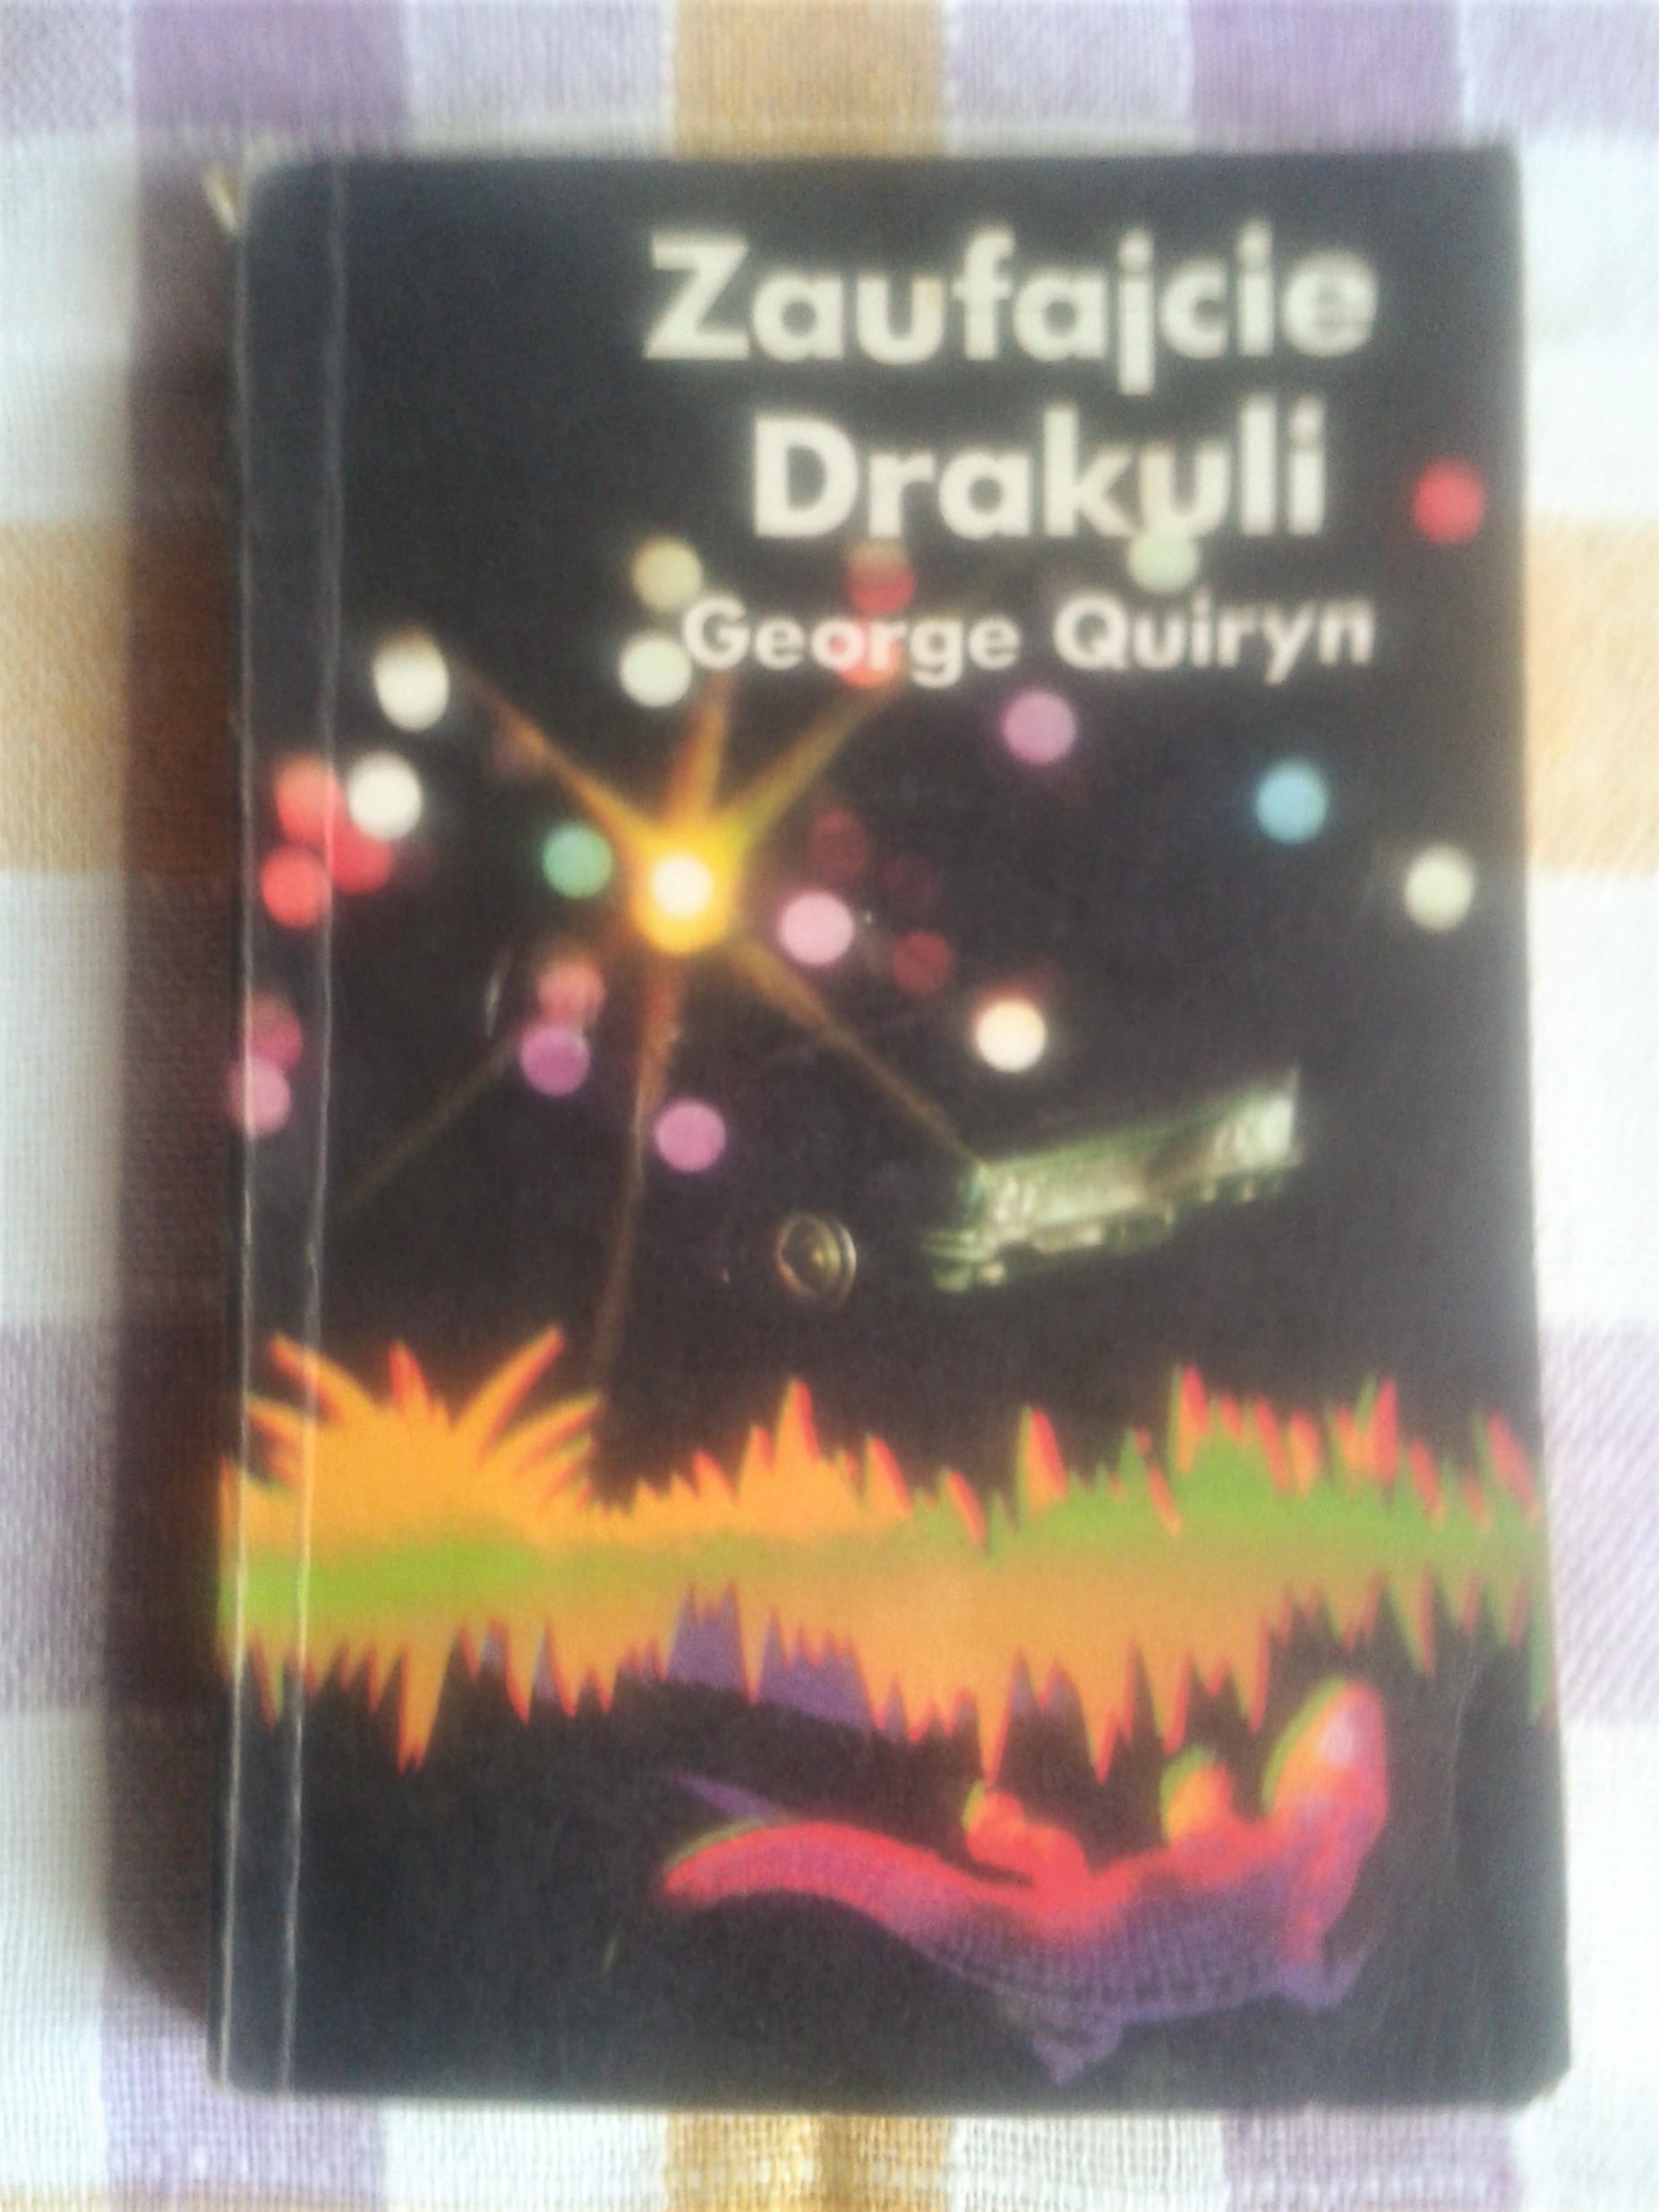 Zaufajcie
Drakuli
George Quiryn